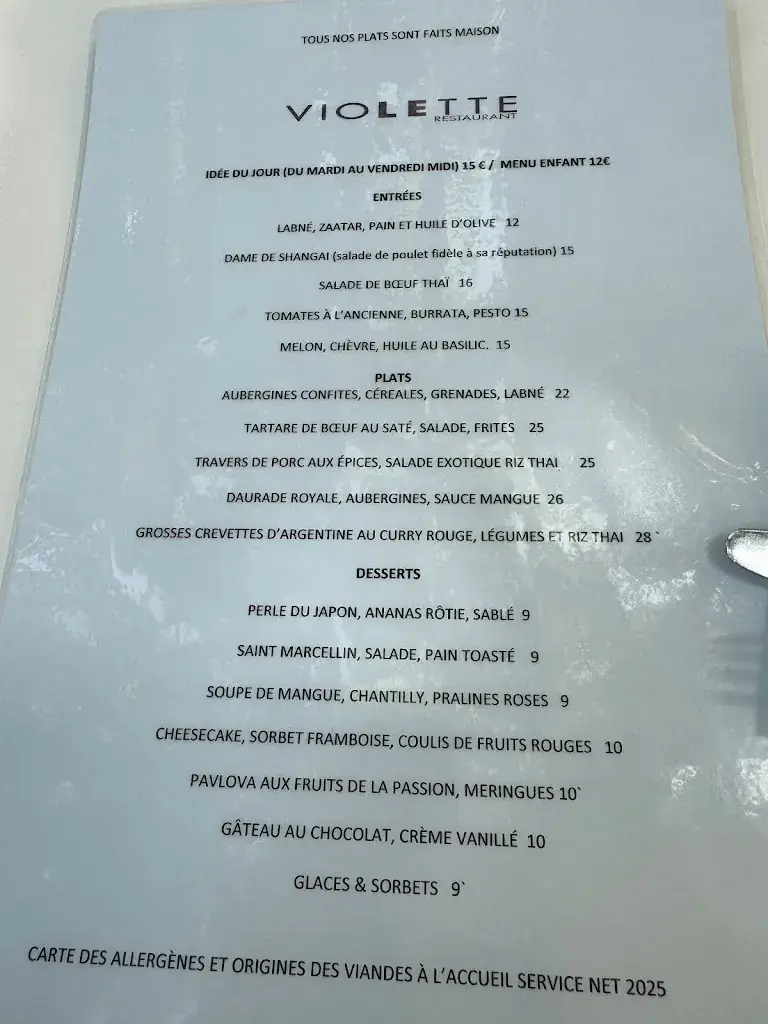 TOUS NOS PLATS SONT FAITS MAISON
VIOLETTE
RESTAURANT
IDÉE DU JOUR (DU MARDI AU VENDREDI MIDI) 15 € / MENU ENFANT 12€
ENTRÉES
LABNÉ, ZAATAR, PAIN ET HUILE D'OLIVE 12
DAME DE SHANGAI (salade de poulet fidèle à sa réputation) 15
SALADE DE BŒUF THAÏ 16
TOMATES À L'ANCIENNE, BURRATA, PESTO 15
MELON, CHÈVRE, HUILE AU BASILIC. 15
PLATS
AUBERGINES CONFITES, CÉREALES, GRENADES, LABNÉ 22
TARTARE DE BŒUF AU SATÉ, SALADE, FRITES 25
TRAVERS DE PORC AUX ÉPICES, SALADE EXOTIQUE RIZ THAI 25
DAURADE ROYALE, AUBERGINES, SAUCE MANGUE 26
GROSSES CREVETTES D'ARGENTINE AU CURRY ROUGE, LÉGUMES ET RIZ THAI 28`
DESSERTS
PERLE DU JAPON, ANANAS RÔTIE, SABLÉ 9
SAINT MARCELLIN, SALADE, PAIN TOASTÉ 9
SOUPE DE MANGUE, CHANTILLY, PRALINES ROSES 9
CHEESECAKE, SORBET FRAMBOISE, COULIS DE FRUITS ROUGES 10
PAVLOVA AUX FRUITS DE LA PASSION, MERINGUES 10`
GÂTEAU AU CHOCOLAT, CRÈME VANILLÉ 10
GLACES & SORBETS 9`
CARTE DES ALLERGÈNES ET ORIGINES DES VIANDES À L'ACCUEIL SERVICE NET 2025